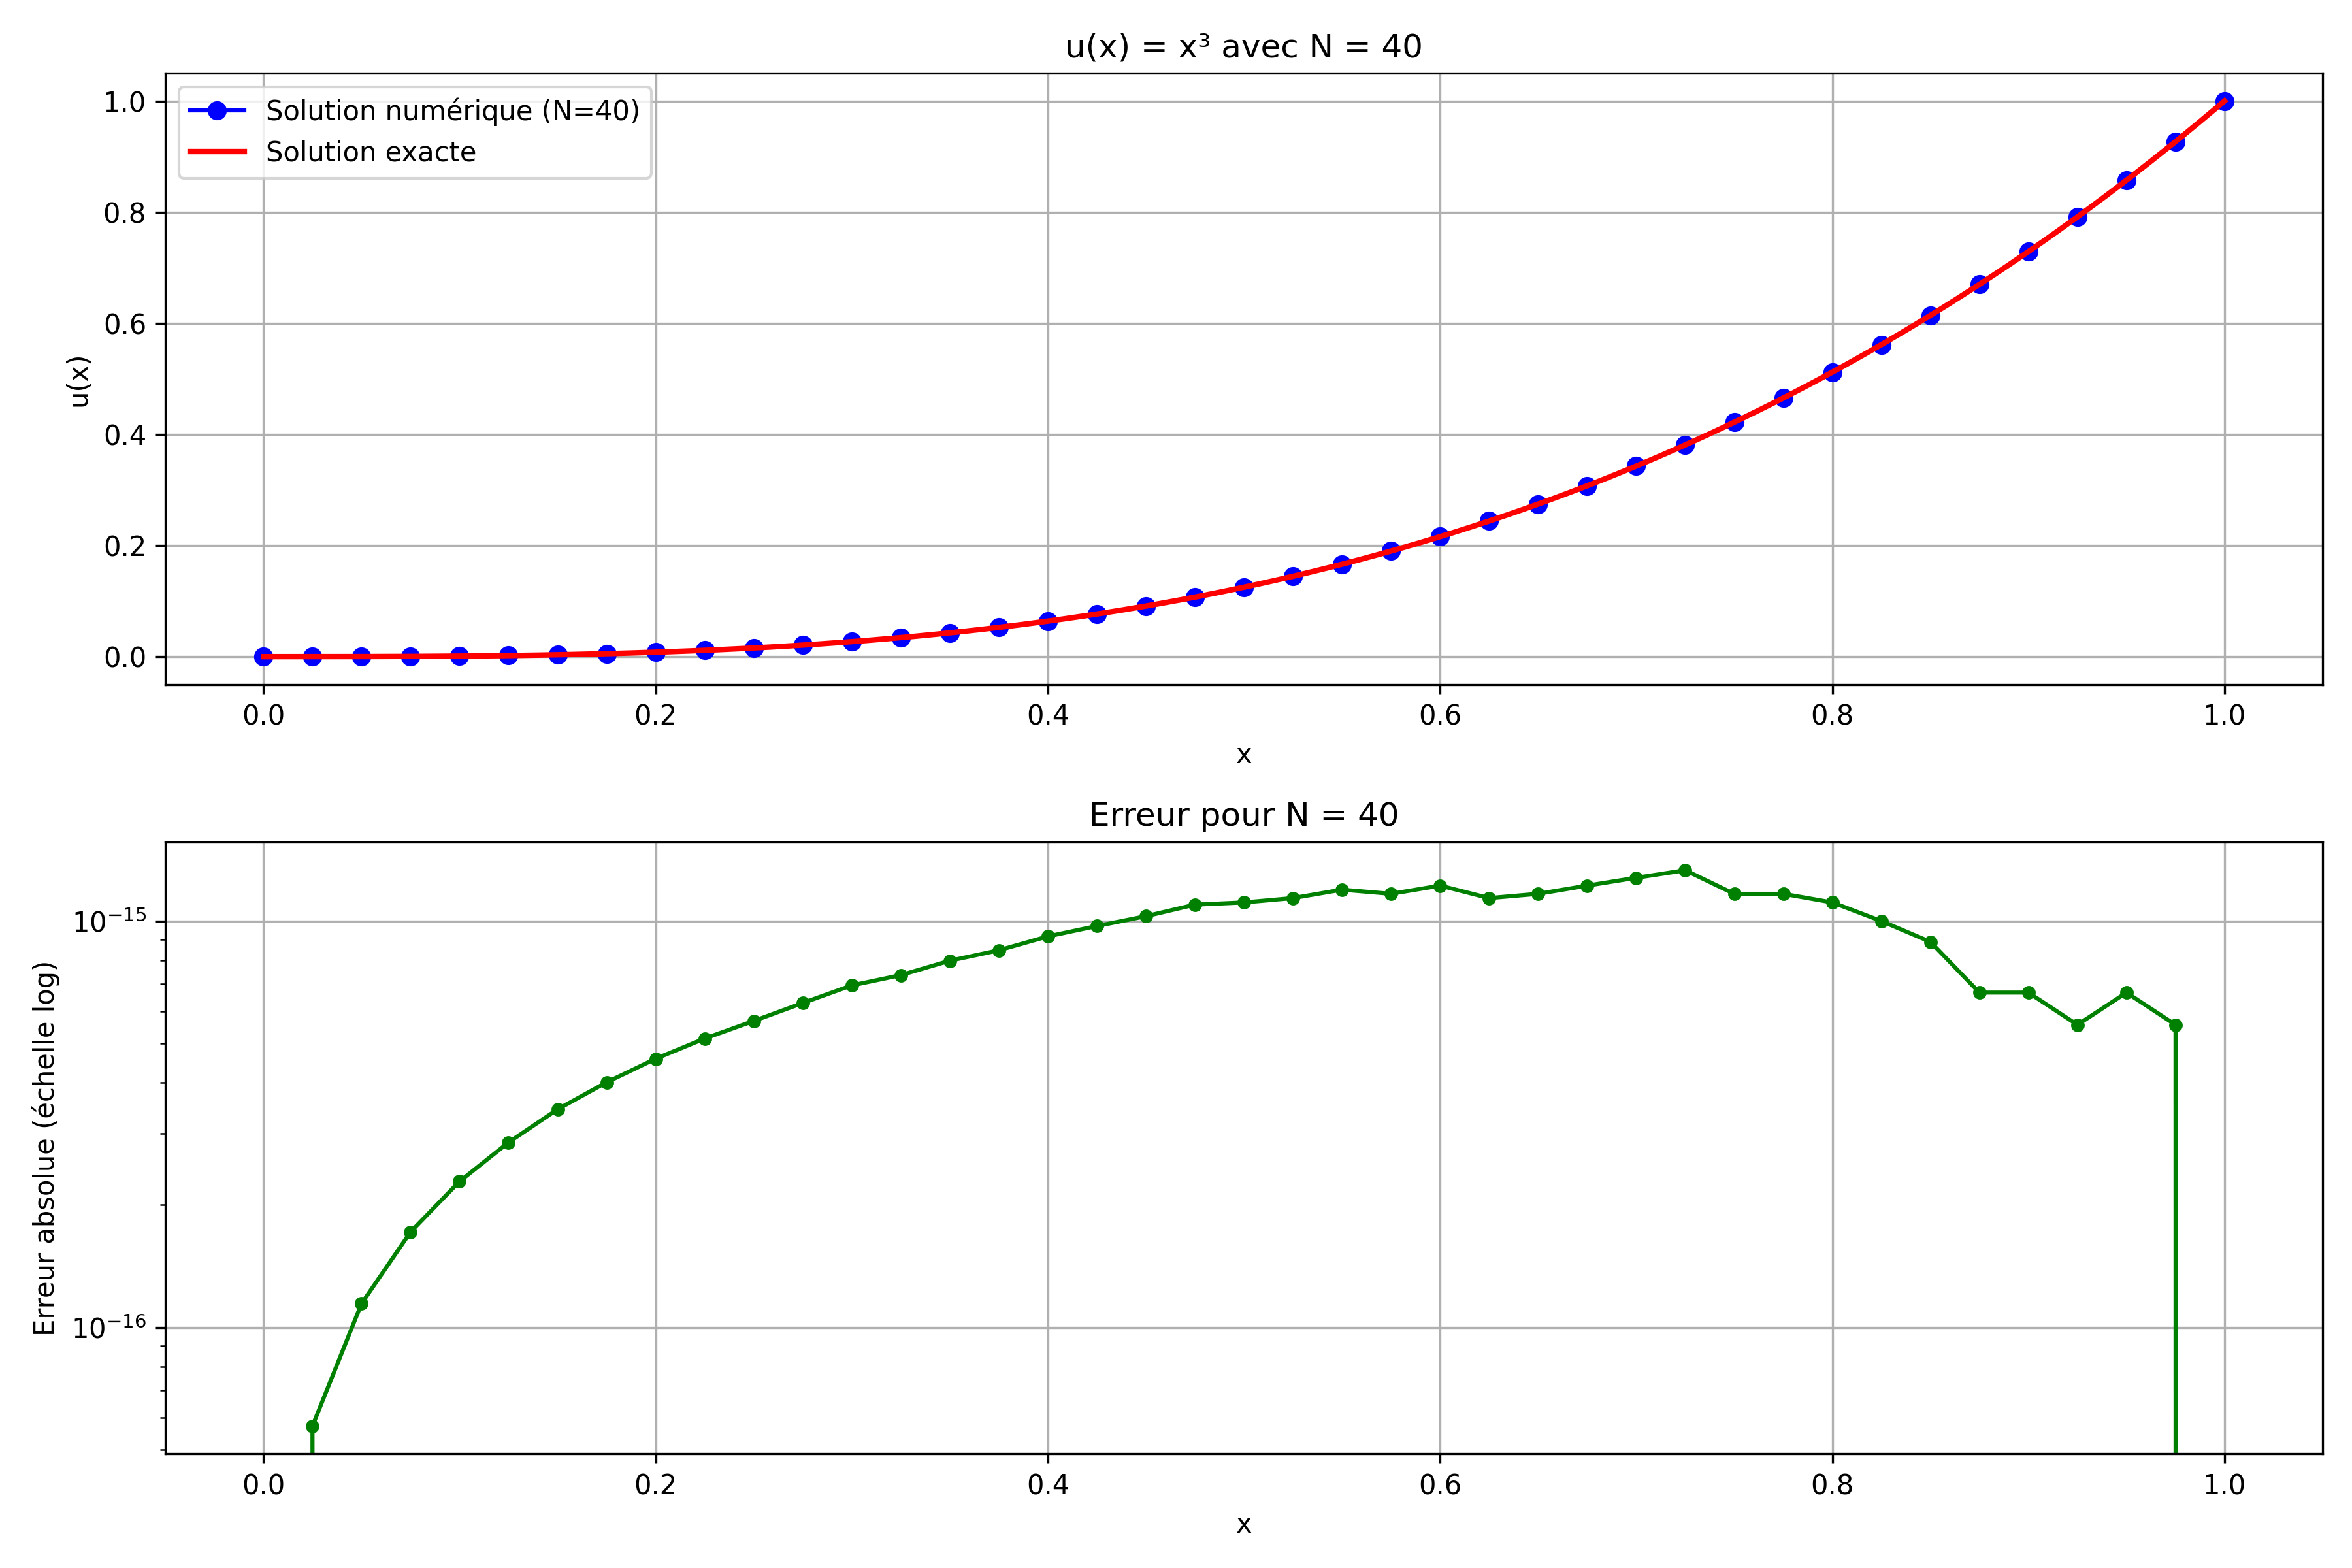 u(x) = x³ avec N = 40
Solution numérique (N=40)
Solution exacte
u(x)
1.0
0.8
0.6
0.4
0.2
0.0
0.0 0.2 0.4 0.6 0.8 1.0
x
Erreur pour N = 40
Erreur absolue (échelle log)
10⁻¹⁵
10⁻¹⁶
0.0 0.2 0.4 0.6 0.8 1.0
x